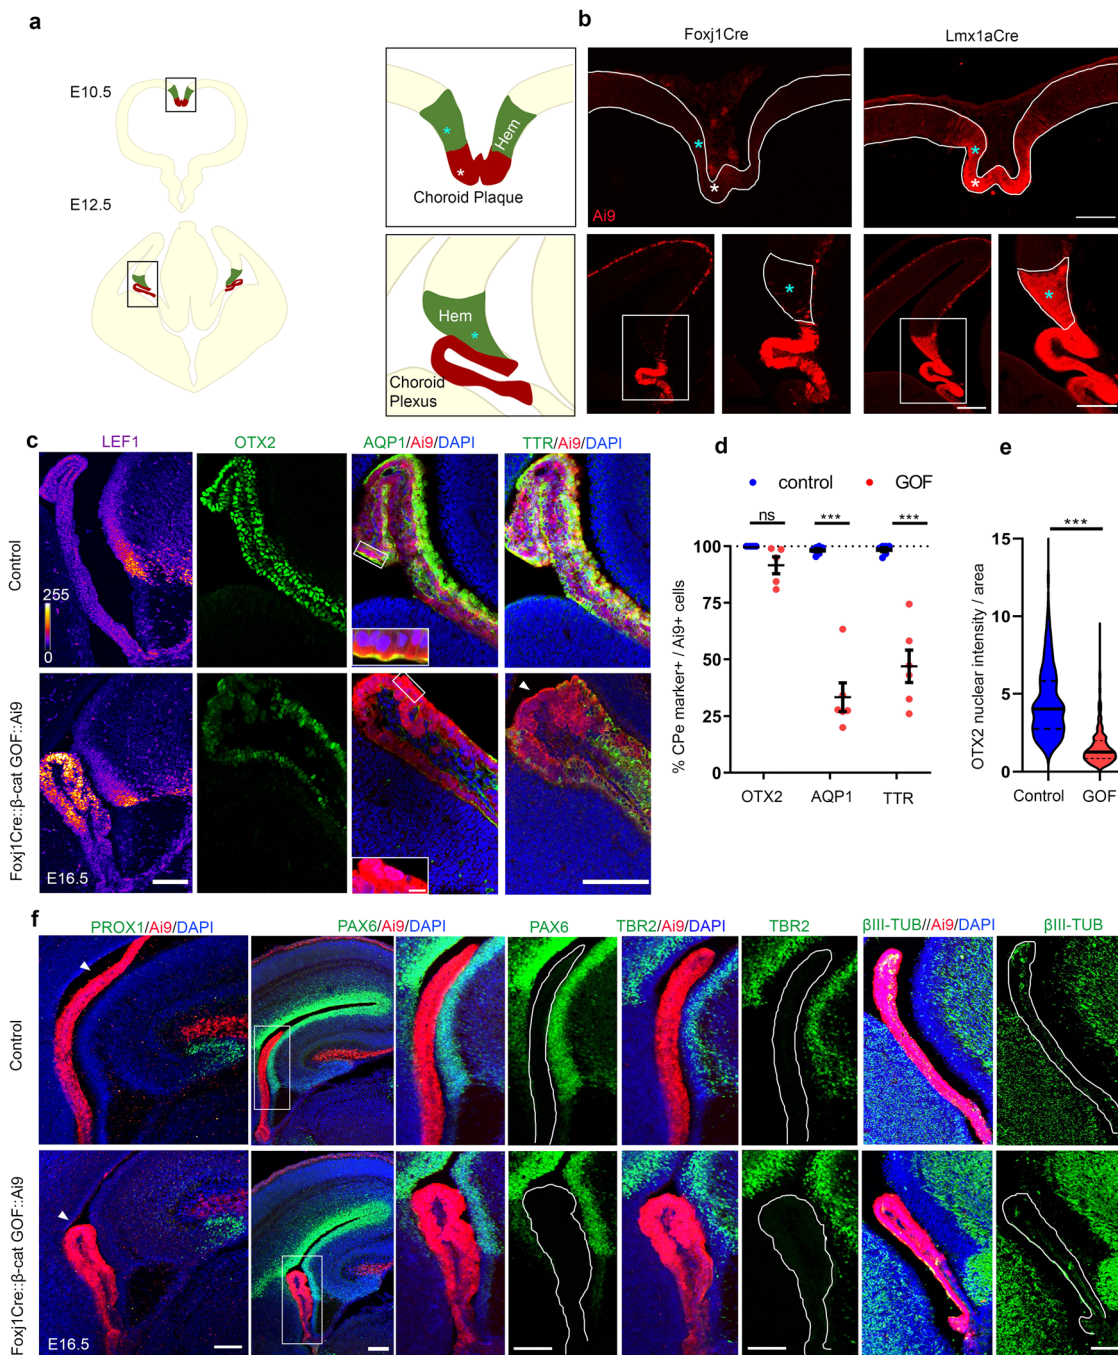 a
E10.5
E12.5
*
Hem
*
Choroid Plaque
Hem
*
Choroid
Plexus
b
Foxj1Cre
Lmx1aCre
*
*
Ai9
*
*
*
*
c
LEF1
OTX2
AQP1/Ai9/DAPI
TTR/Ai9/DAPI
Control
255
0
Foxj1Cre::β-cat GOF::Ai9
E16.5
d
control
GOF
ns
***
***
100
75
50
25
0
% CPe marker+ / Ai9+ cells
OTX2
AQP1
TTR
e
***
15
10
5
0
OTX2 nuclear intensity / area
Control
GOF
f
PROX1/Ai9/DAPI
PAX6/Ai9/DAPI
PAX6
TBR2/Ai9/DAPI
TBR2
βIII-TUB//Ai9/DAPI
βIII-TUB
Control
Foxj1Cre::β-cat GOF::Ai9
E16.5